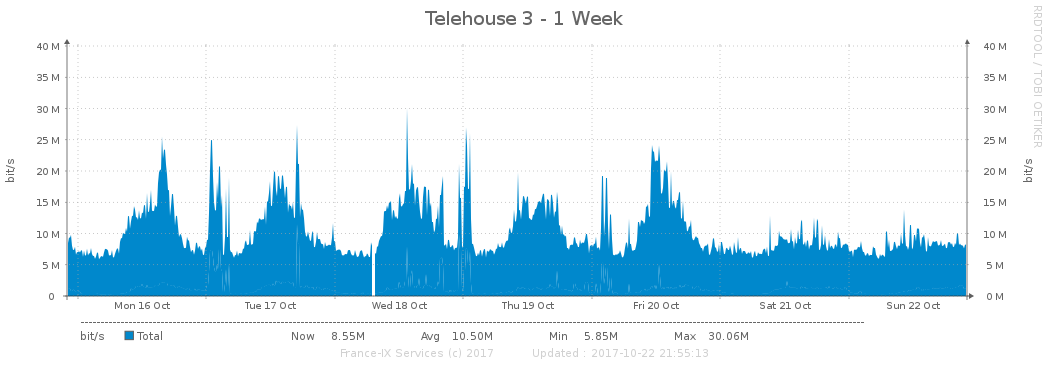 Telehouse 3 - 1 Week
RRDTOOL / TOBI OETIKER
bit/s
bit/s
40 M 40 M
35 M 35 M
30 M 30 M
25 M 25 M
20 M 20 M
15 M 15 M
10 M 10 M
5 M 5 M
0 0 M
Mon 16 Oct Tue 17 Oct Wed 18 Oct Thu 19 Oct Fri 20 Oct Sat 21 Oct Sun 22 Oct
bit/s Total Now 8.55M Avg 10.50M Min 5.85M Max 30.06M
France-IX Services (c) 2017 Updated : 2017-10-22 21:55:13